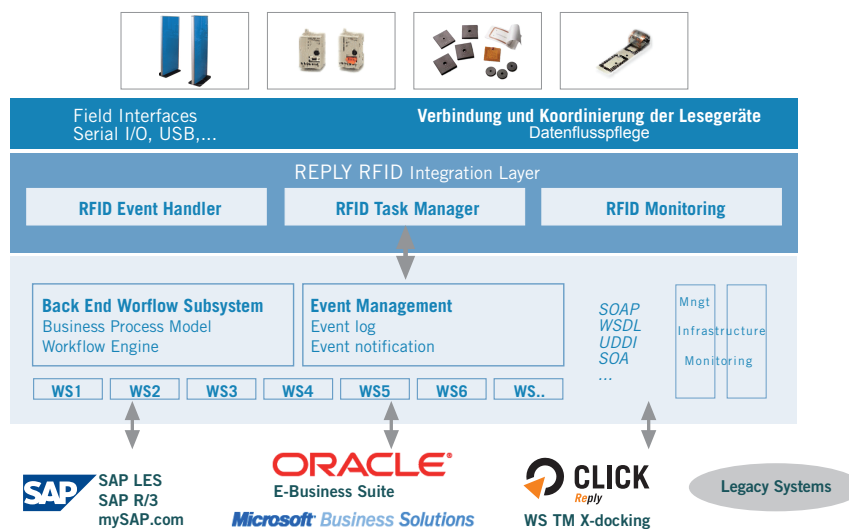 Field Interfaces
Serial I/O, USB,...
Verbindung und Koordinierung der Lesegeräte
Datenflusspflege
REPLY RFID Integration Layer
RFID Event Handler
RFID Task Manager
RFID Monitoring
Back End Worflow Subsystem
Business Process Model
Workflow Engine
Event Management
Event log
Event notification
SOAP
WSDL
UDDI
SOA
...
Mngt
Infrastructure
Monitoring
WS1 WS2 WS3 WS4 WS5 WS6 WS..
SAP
SAP LES
SAP R/3
mySAP.com
ORACLE®
E-Business Suite
Microsoft® Business Solutions
CLICK
Reply
WS TM X-docking
Legacy Systems